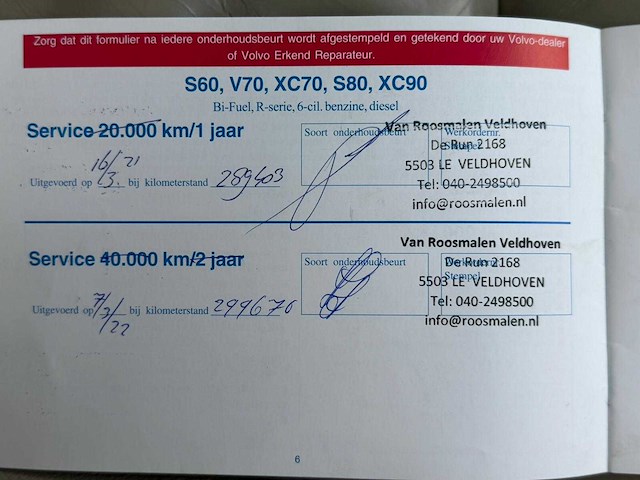 Zorg dat dit formulier na iedere onderhoudsbeurt wordt afgestempeld en getekend door uw Volvo-dealer
of Volvo Erkend Reparateur.
S60, V70, XC70, S80, XC90
Bi-Fuel, R-serie, 6-cil. benzine, diesel
Service 20.000 km/1 jaar
Soort onderhoudsbeurt
Werkordernr.
Stempel
Van Roosmalen Veldhoven
De Run 2168
5503 LE VELDHOVEN
Tel: 040-2498500
info@roosmalen.nl
Uitgevoerd op 16/3 21 bij kilometerstand 289403
Service 40.000 km/2 jaar
Soort onderhoudsbeurt
Werkordernr.
Stempel
Van Roosmalen Veldhoven
De Run 2168
5503 LE VELDHOVEN
Tel: 040-2498500
info@roosmalen.nl
Uitgevoerd op 7/3/22 bij kilometerstand 299670
6